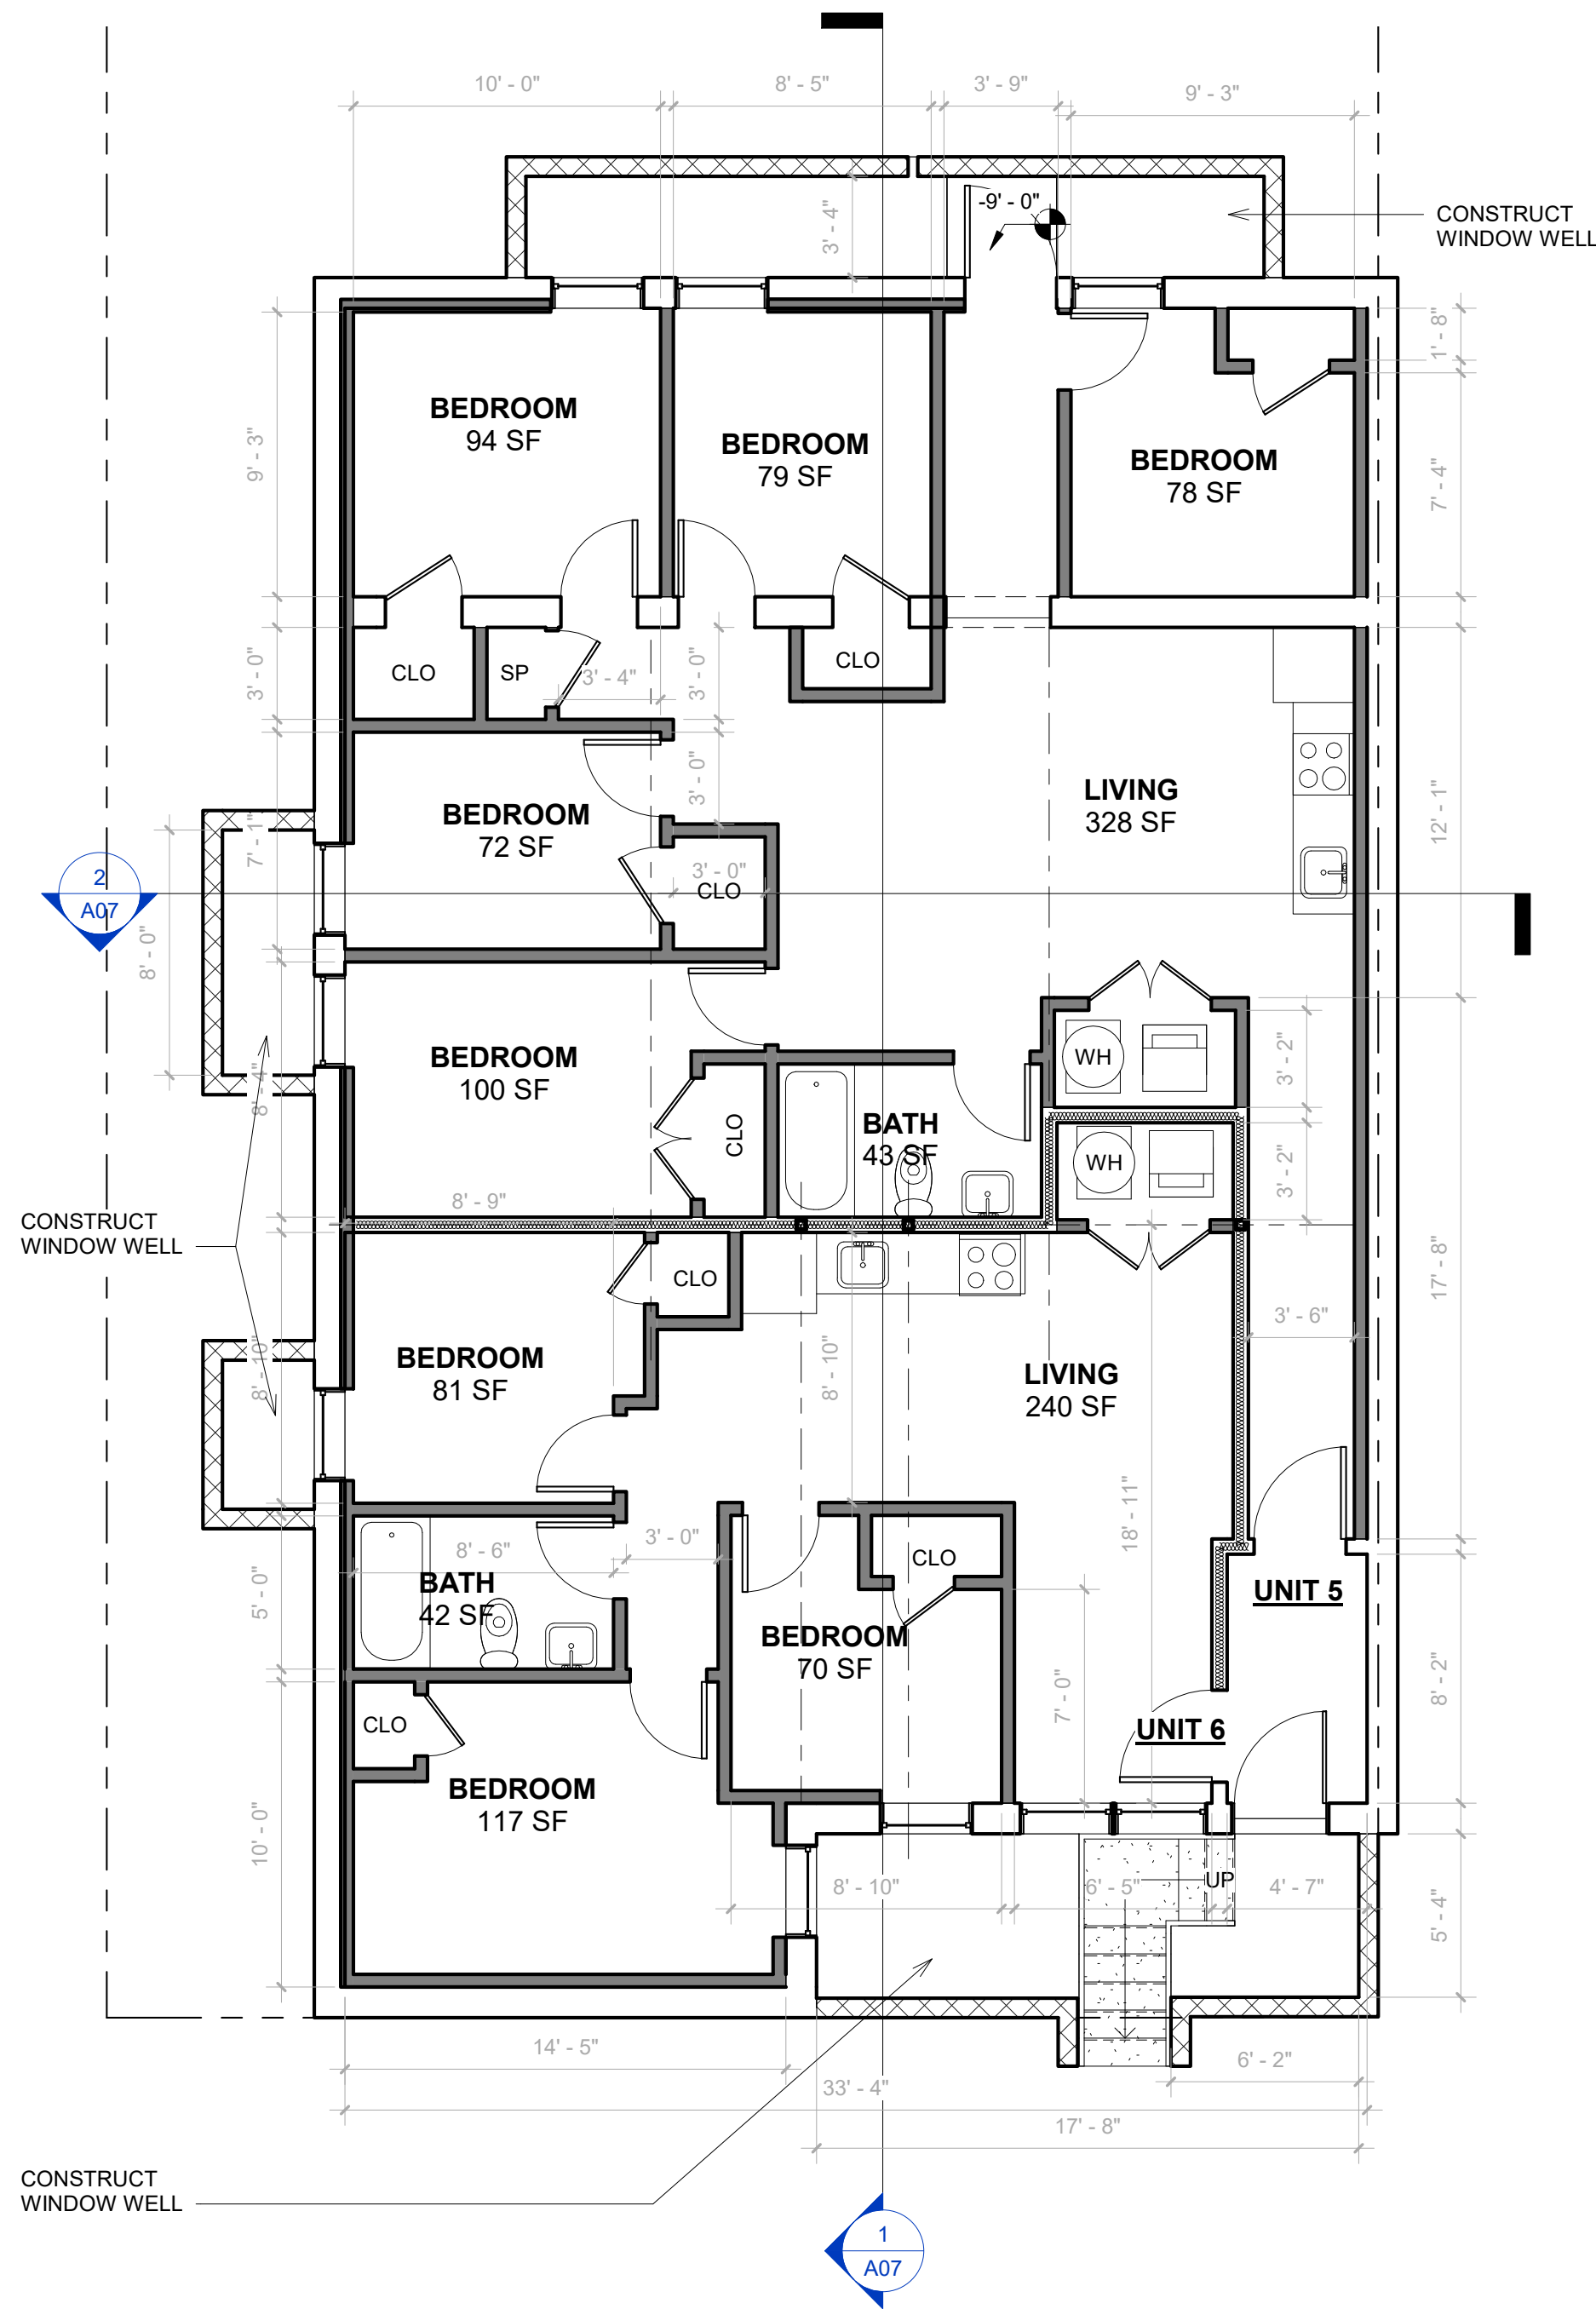 10' - 0"
8' - 5"
3' - 9"
9' - 3"
3' - 4"
-9' - 0"
CONSTRUCT
WINDOW WELL
1' - 8"
BEDROOM
94 SF
BEDROOM
79 SF
BEDROOM
78 SF
9' - 3"
7' - 4"
CLO
SP
3' - 4"
3' - 0"
CLO
3' - 0"
3' - 0"
BEDROOM
72 SF
LIVING
328 SF
12' - 1"
7' - 1"
3' - 0"
CLO
2
A07
8' - 0"
BEDROOM
100 SF
8' - 4"
CLO
BATH
43 SF
WH
3' - 2"
WH
3' - 2"
8' - 9"
CONSTRUCT
WINDOW WELL
CLO
17' - 8"
3' - 6"
BEDROOM
81 SF
8' - 10"
8' - 10"
LIVING
240 SF
18' - 11"
8' - 6"
3' - 0"
BATH
42 SF
5' - 0"
CLO
UNIT 5
BEDROOM
70 SF
7' - 0"
8' - 2"
UNIT 6
CLO
BEDROOM
117 SF
10' - 0"
8' - 10"
6' - 5"
UP
4' - 7"
5' - 4"
14' - 5"
6' - 2"
33' - 4"
17' - 8"
CONSTRUCT
WINDOW WELL
1
A07